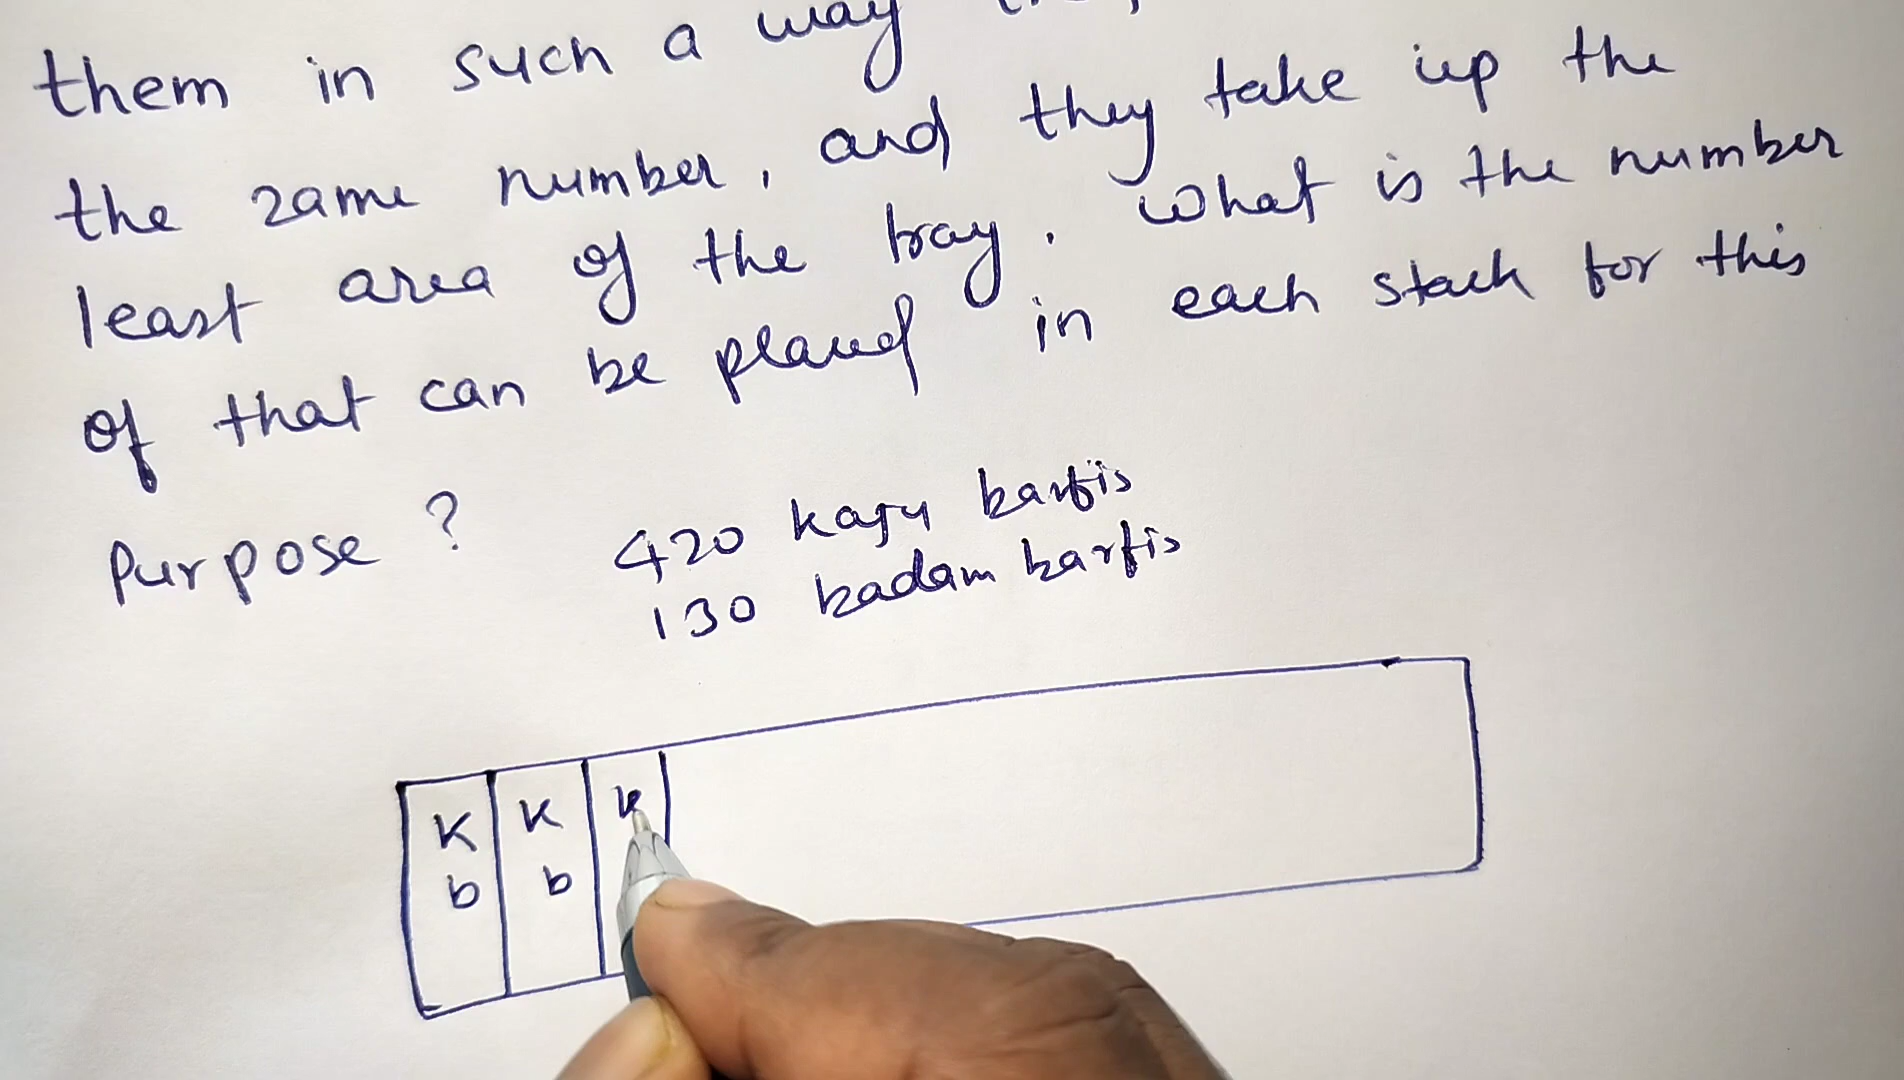 them in such a way
the same number, and they take up the
least area of the tray. What is the number
of that can be placed in each stack for this
Purpose?
420 kaju barfis
130 badam barfis
K K K
b b